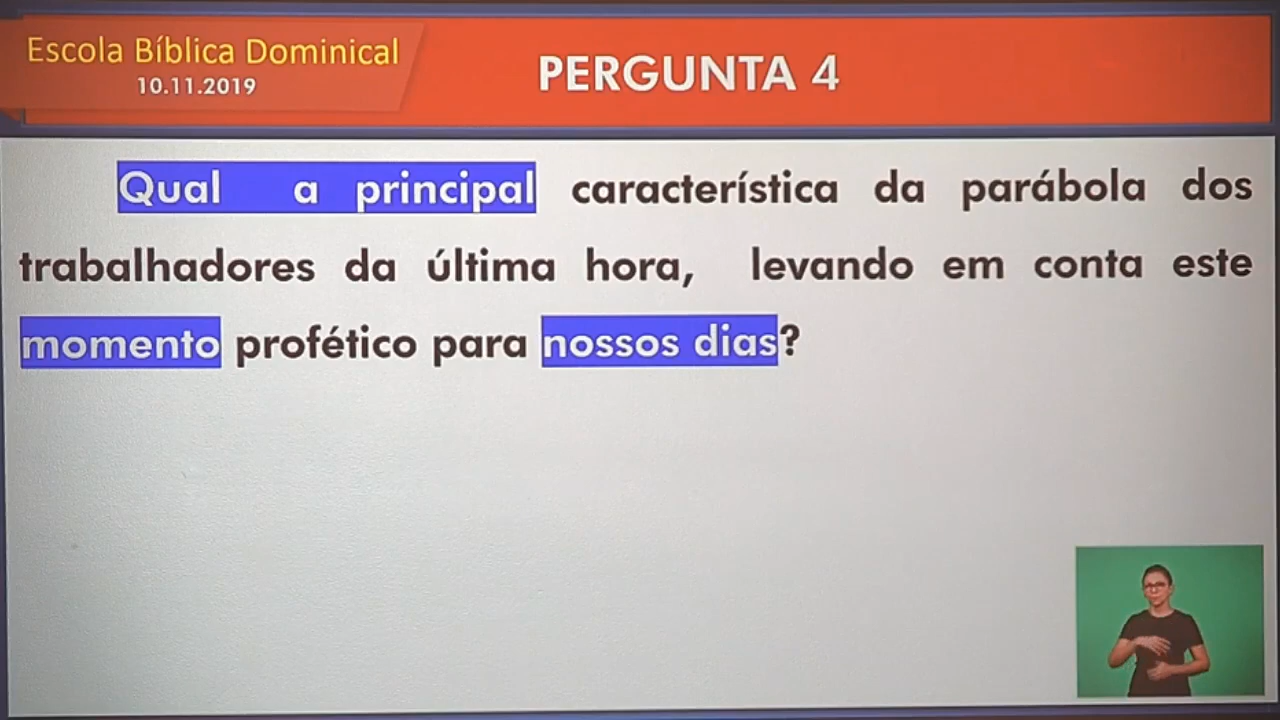 Escola Bíblica Dominical
10.11.2019
PERGUNTA 4
Qual a principal característica da parábola dos
trabalhadores da última hora, levando em conta este
momento profético para nossos dias?